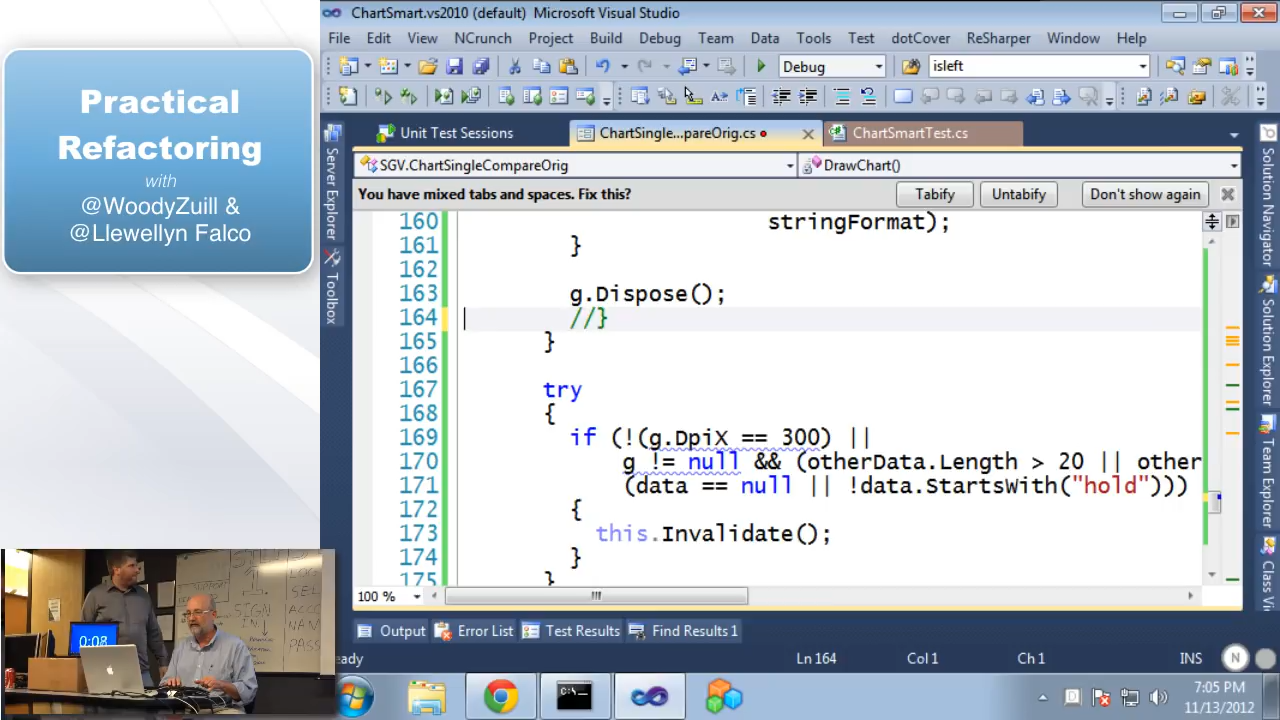 Practical
Refactoring
with
@WoodyZuill &
@Llewellyn Falco
ChartSmart.vs2010 (default) - Microsoft Visual Studio
File Edit View NCrunch Project Build Debug Team Data Tools Test dotCover ReSharper Window Help
Debug
isleft
Unit Test Sessions
ChartSingle...pareOrig.cs
ChartSmartTest.cs
SGV.ChartSingleCompareOrig
DrawChart()
You have mixed tabs and spaces. Fix this?
Tabify
Untabify
Don't show again
160 stringFormat);
161 }
162
163 g.Dispose();
164 //}
165 }
166
167 try
168 {
169 if (!(g.DpiX == 300) ||
170 g != null && (otherData.Length > 20 || other
171 (data == null || !data.StartsWith("hold")))
172 {
173 this.Invalidate();
174 }
175 }
100 %
Output
Error List
Test Results
Find Results 1
eady
Ln 164
Col 1
Ch 1
INS
N
7:05 PM
11/13/2012
Server Explorer
Toolbox
Solution Navigator
Solution Explorer
Team Explorer
Class View
0:08
SIGN
IN